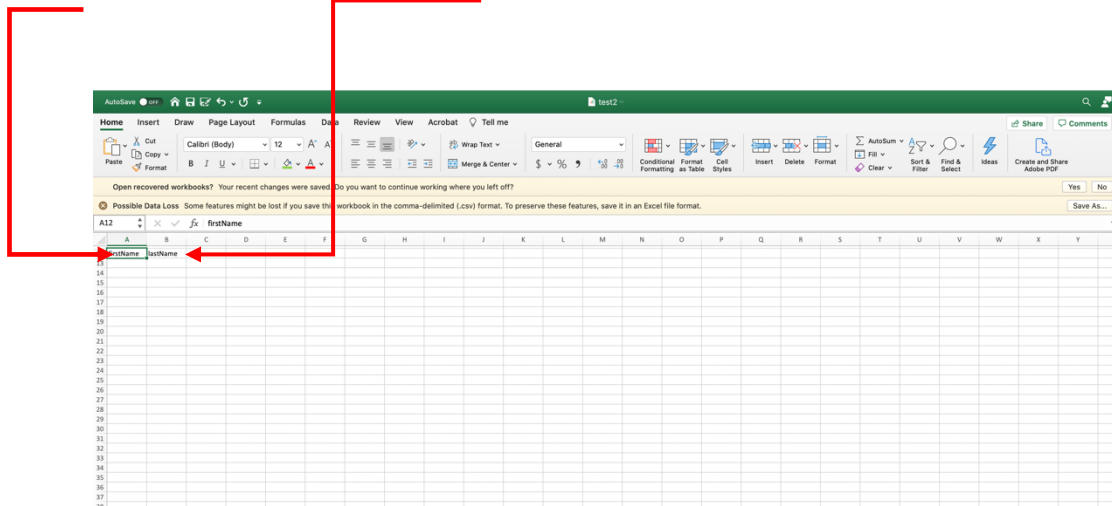 AutoSave OFF test2
Home Insert Draw Page Layout Formulas Data Review View Acrobat Tell me Share Comments
Paste Cut Copy Format Calibri (Body) 12 A A Wrap Text General AutoSum Fill Clear
B I U A Merge & Center $ % Conditional Formatting Format as Table Cell Styles Insert Delete Format Sort & Filter Find & Select Ideas Create and Share Adobe PDF
Open recovered workbooks? Your recent changes were saved. Do you want to continue working where you left off? Yes No
Possible Data Loss Some features might be lost if you save this workbook in the comma-delimited (.csv) format. To preserve these features, save it in an Excel file format. Save As...
A12 fx firstName
A B C D E F G H I J K L M N O P Q R S T U V W X Y
firstName lastName
13
14
15
16
17
18
19
20
21
22
23
24
25
26
27
28
29
30
31
32
33
34
35
36
37